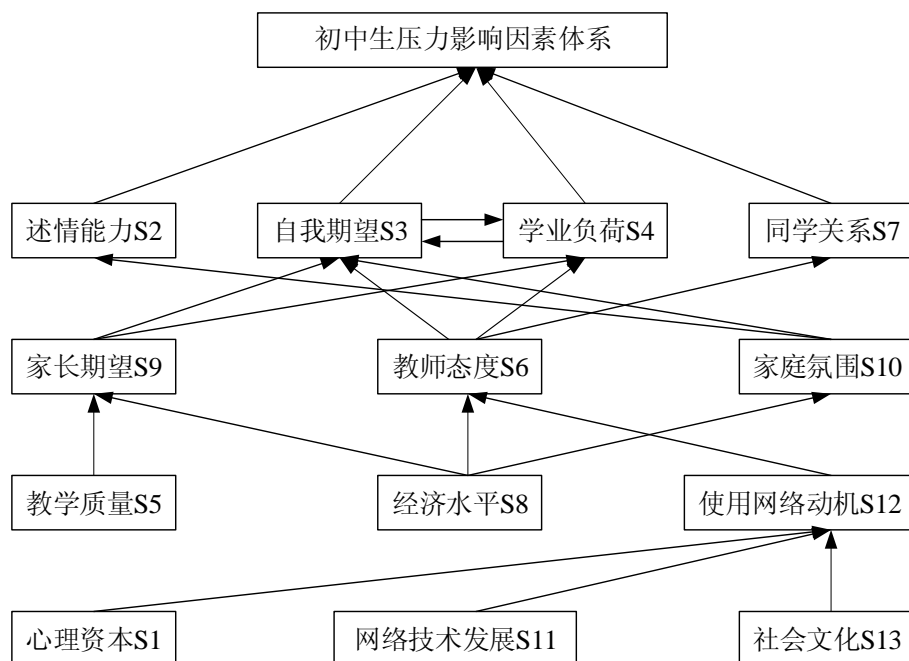 初中生压力影响因素体系
述情能力S2
自我期望S3
学业负荷S4
同学关系S7
家长期望S9
教师态度S6
家庭氛围S10
教学质量S5
经济水平S8
使用网络动机S12
心理资本S1
网络技术发展S11
社会文化S13